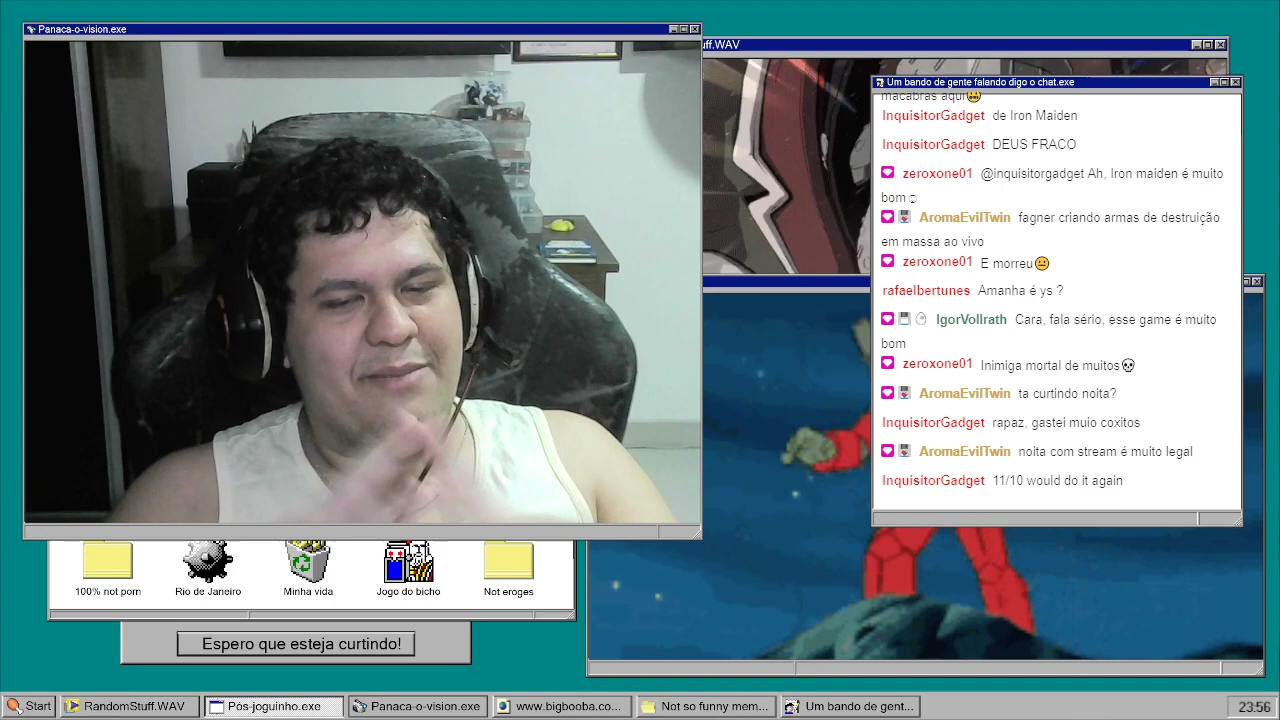 Panaca-o-vision.exe
Stuff.WAV
Um bando de gente falando digo o chat.exe
macabras aqui
InquisitorGadget de Iron Maiden
InquisitorGadget DEUS FRACO
zeroxone01 @inquisitorgadget Ah, Iron maiden é muito
bom☺
AromaEvilTwin fagner criando armas de destruição
em massa ao vivo
zeroxone01 E morreu😐
rafaelbertunes Amanha é ys ?
IgorVollrath Cara, fala sério, esse game é muito
bom
zeroxone01 Inimiga mortal de muitos💀
AromaEvilTwin ta curtindo noita?
InquisitorGadget rapaz, gastei muio coxitos
AromaEvilTwin noita com stream é muito legal
InquisitorGadget 11/10 would do it again
100% not porn
Rio de Janeiro
Minha vida
Jogo do bicho
Not eroges
Espero que esteja curtindo!
Start
randomStuff.WAV
Pós-joguinho.exe
Panaca-o-vision.exe
www.bigbooba.co...
Not so funny mem...
Um bando de gent...
23:56